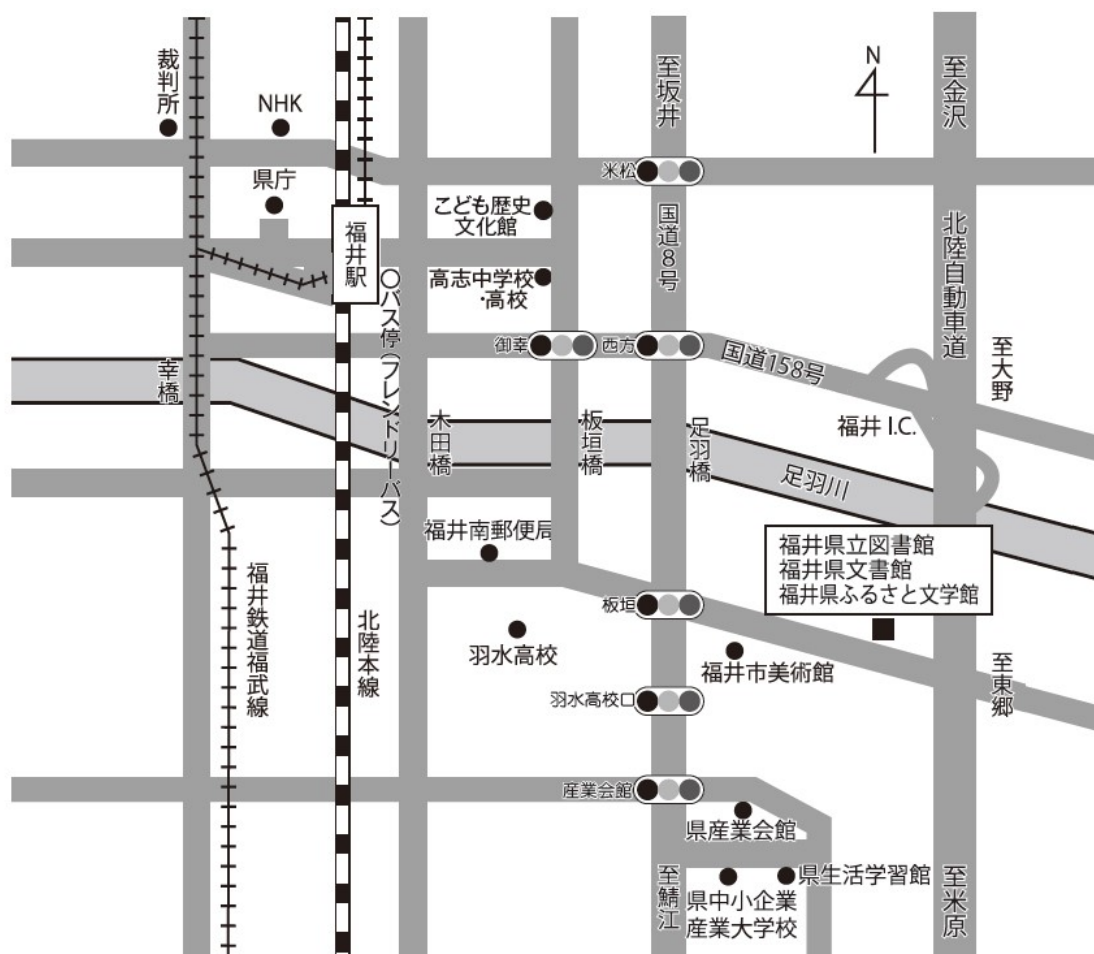 裁判所
NHK
県庁
福井駅
○バス停(フレンドリーバス)
こども歴史
文化館
高志中学校
・高校
至坂井
米松
国道8号
N
至金沢
北陸自動車道
御幸
西方
国道158号
至大野
福井 I.C.
幸橋
木田橋
板垣橋
足羽橋
足羽川
福井南郵便局
福井県立図書館
福井県文書館
福井県ふるさと文学館
板垣
羽水高校
福井市美術館
至東郷
福井鉄道福武線
北陸本線
羽水高校口
産業会館
県産業会館
県生活学習館
県中小企業
産業大学校
至鯖江
至米原